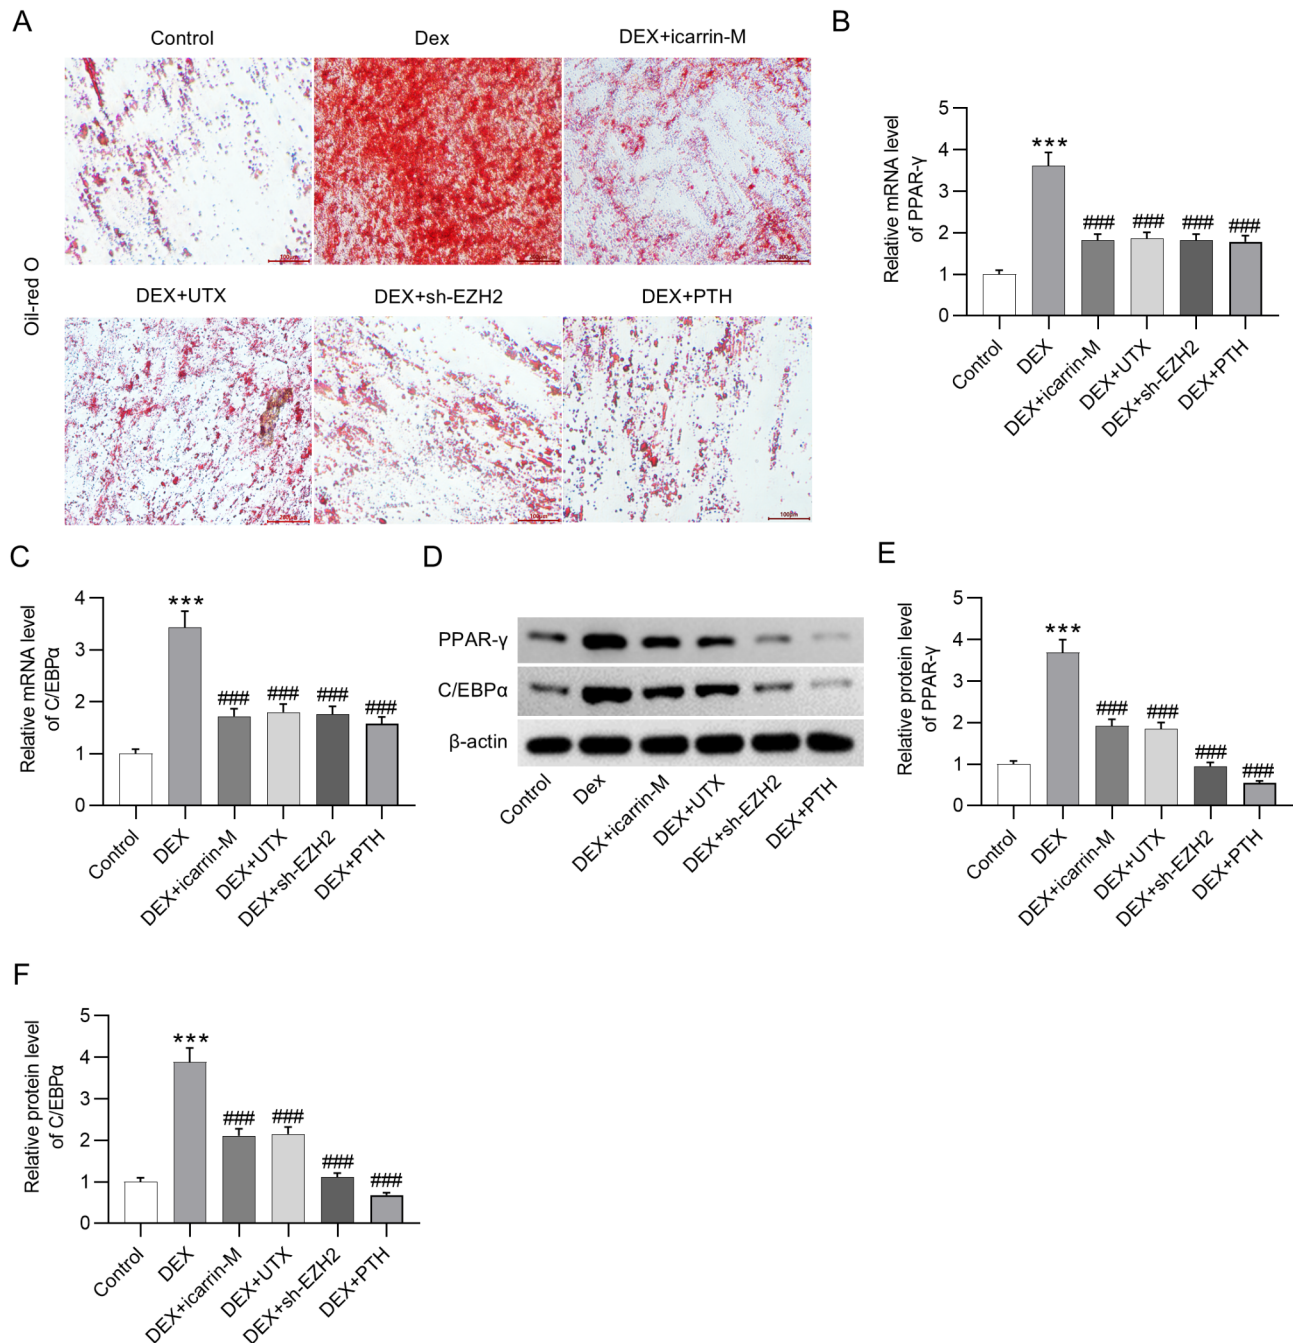 A
Control
Dex
DEX+icarrin-M
Oil-red O
100μm
DEX+UTX
DEX+sh-EZH2
DEX+PTH
100μm
100μm
B
Relative mRNA level
of PPAR-γ
5
4
3
2
1
0
***
###
###
###
###
Control
DEX
DEX+icarrin-M
DEX+UTX
DEX+sh-EZH2
DEX+PTH
C
Relative mRNA level
of C/EBPα
4
3
2
1
0
***
###
###
###
###
Control
DEX
DEX+icarrin-M
DEX+UTX
DEX+sh-EZH2
DEX+PTH
D
PPAR-γ
C/EBPα
β-actin
Control
Dex
DEX+icarrin-M
DEX+UTX
DEX+sh-EZH2
DEX+PTH
E
Relative protein level
of PPAR-γ
5
4
3
2
1
0
***
###
###
###
###
Control
DEX
DEX+icarrin-M
DEX+UTX
DEX+sh-EZH2
DEX+PTH
F
Relative protein level
of C/EBPα
5
4
3
2
1
0
***
###
###
###
###
Control
DEX
DEX+icarrin-M
DEX+UTX
DEX+sh-EZH2
DEX+PTH